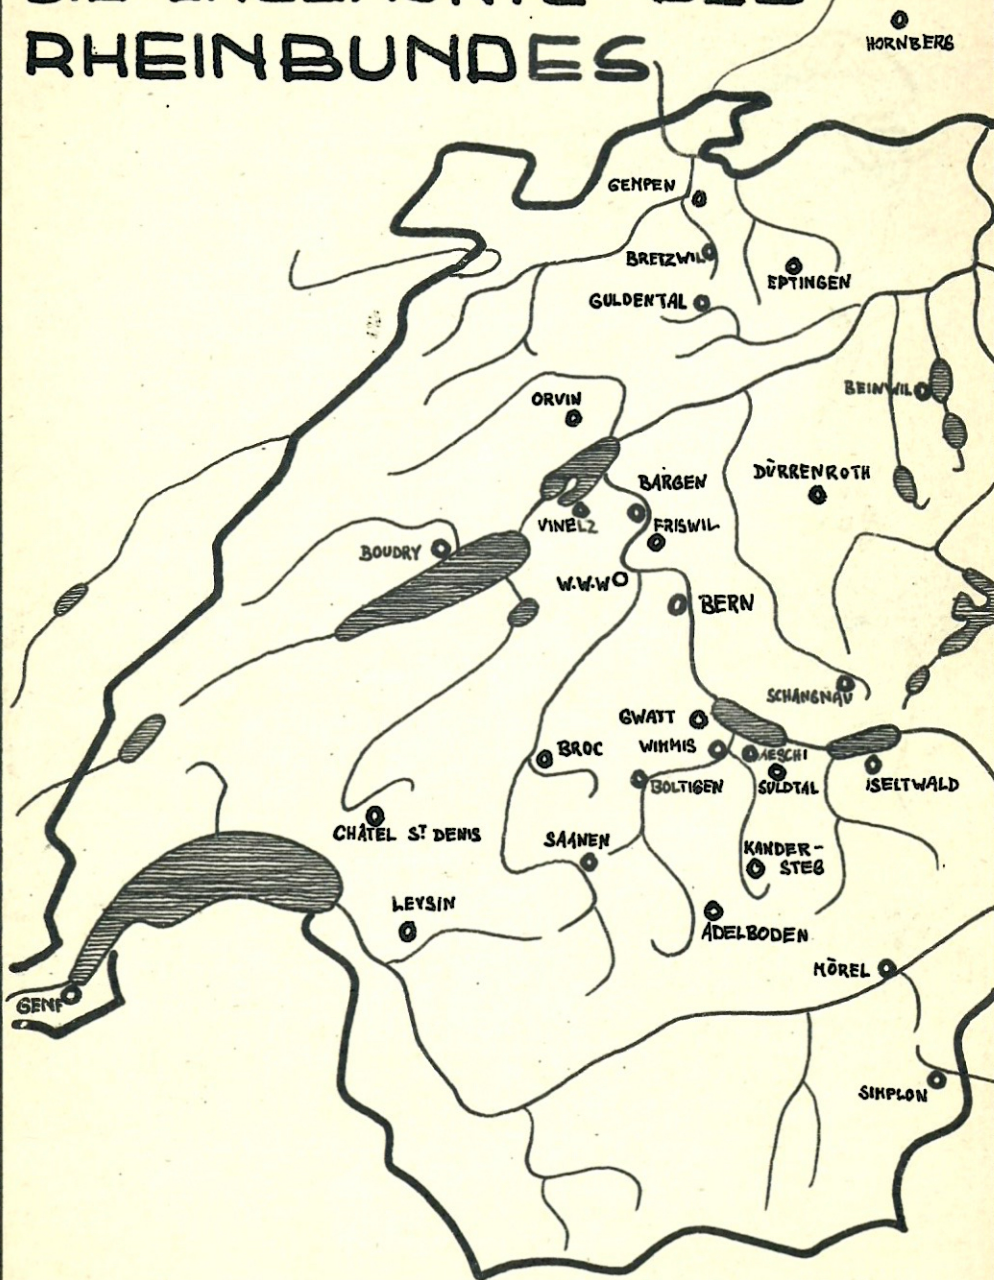 RHEINBUNDES
HORNBERG
GEMPEN
BRETZWIL
EPTINGEN
GULDENTAL
BEINWIL
ORVIN
DÜRRENROTH
BARGEN
VINELZ
FRISWIL
BOUDRY
W.W.W
BERN
SCHANGNAU
GWATT
WIMMIS
BROC
AESCHI
BOLTIGEN
SULDTAL
ISELTWALD
CHÂTEL ST DENIS
SAANEN
KANDER-
STEG
LEYSIN
ADELBODEN
MÖREL
GENF
SIMPLON